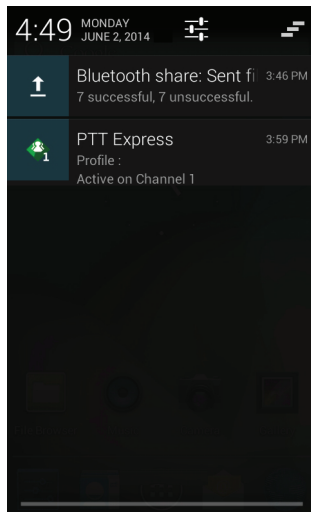 4:49 MONDAY
JUNE 2, 2014
Bluetooth share: Sent fi 3:46 PM
7 successful, 7 unsuccessful.
PTT Express 3:59 PM
1
Profile :
Active on Channel 1